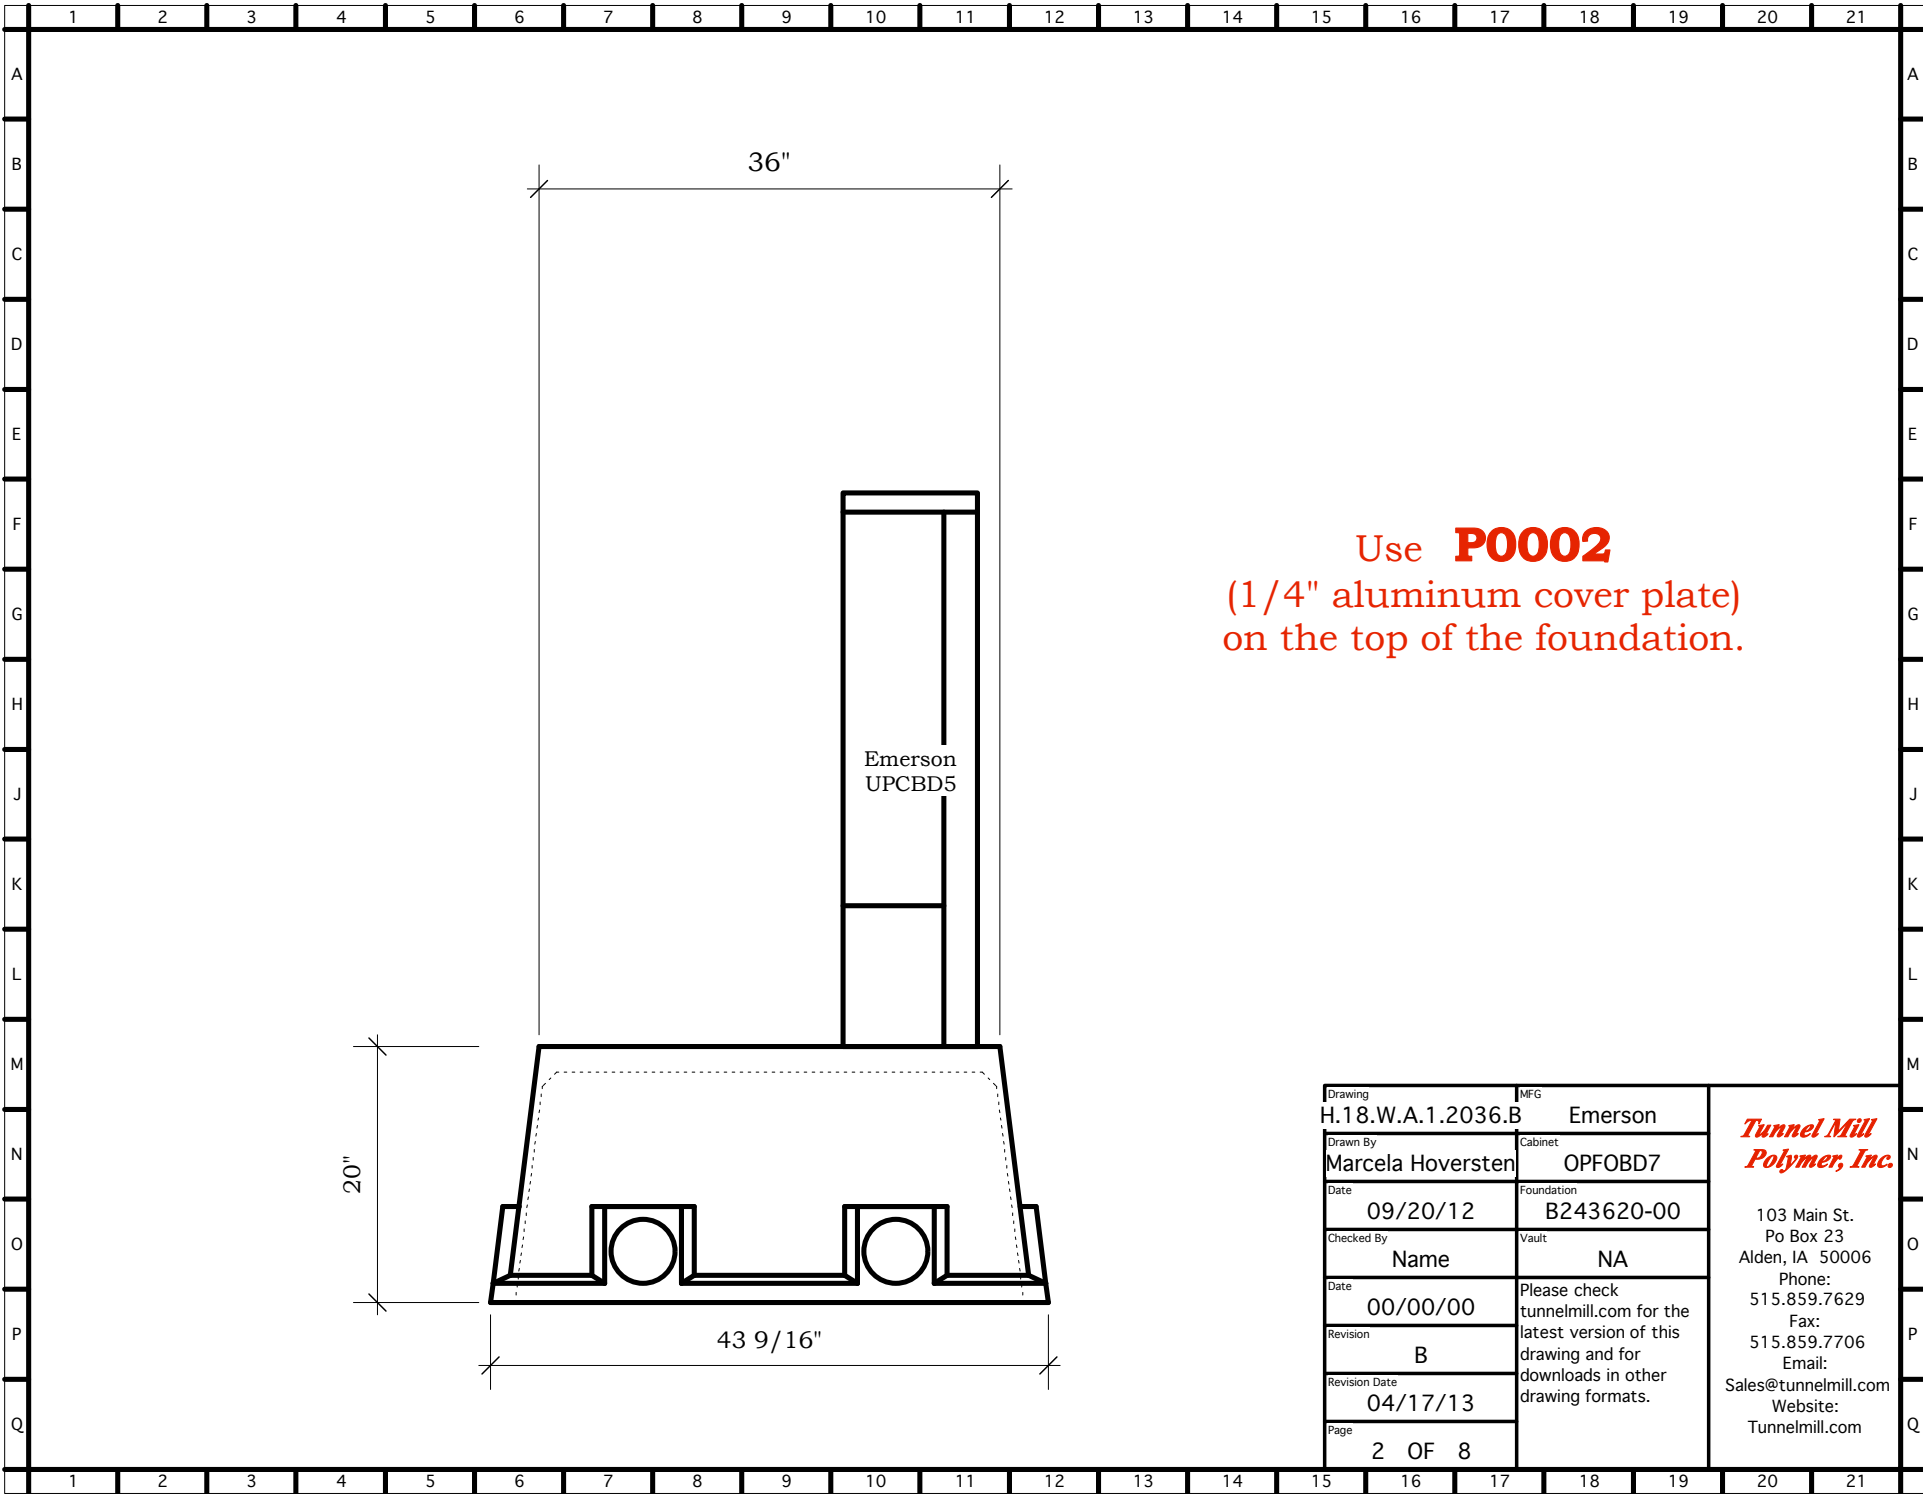 1 2 3 4 5 6 7 8 9 10 11 12 13 14 15 16 17 18 19 20 21
A A
B B
C C
D D
E E
F F
G G
H H
J J
K K
L L
M M
N N
O O
P P
Q Q
36"
Use P0002
(1/4" aluminum cover plate)
on the top of the foundation.
Emerson
UPCBD5
20"
43 9/16"
Drawing
H.18.W.A.1.2036.B
MFG
Emerson
Drawn By
Marcela Hoversten
Cabinet
OPFOBD7
Date
09/20/12
Foundation
B243620-00
Checked By
Name
Vault
NA
Date
00/00/00
Revision
B
Revision Date
04/17/13
Page
2 OF 8
Please check
tunnelmill.com for the
latest version of this
drawing and for
downloads in other
drawing formats.
Tunnel Mill
Polymer, Inc.
103 Main St.
Po Box 23
Alden, IA 50006
Phone:
515.859.7629
Fax:
515.859.7706
Email:
Sales@tunnelmill.com
Website:
Tunnelmill.com
1 2 3 4 5 6 7 8 9 10 11 12 13 14 15 16 17 18 19 20 21